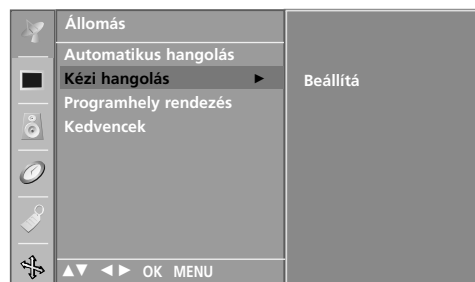 Állomás
Automatikus hangolás
Kézi hangolás ► Beállítá
Programhely rendezés
Kedvencek
▲▼ ◄► OK MENU